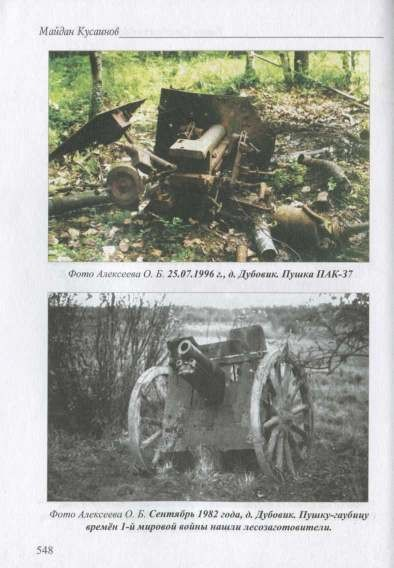 Майдан Кусаинов
Фото Алексеева О. Б. 25.07.1996 г., д. Дубовик. Пушка ПАК-37
Фото Алексеева О. Б. Сентябрь 1982 года, д. Дубовик. Пушку-гаубицу
времён 1-й мировой войны нашли лесозаготовители.
548